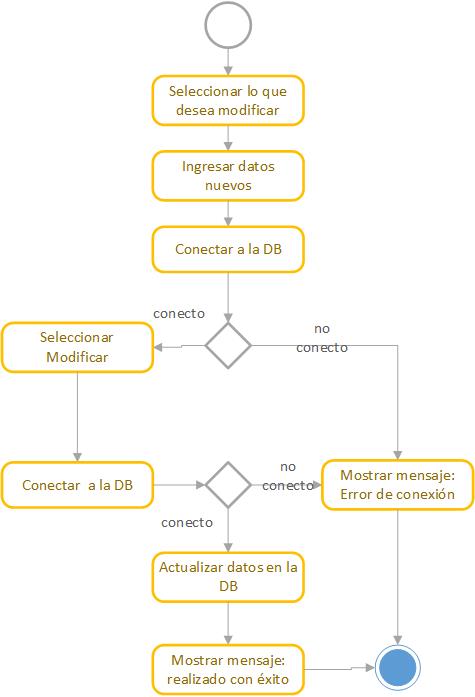 Seleccionar lo que
desea modificar
Ingresar datos
nuevos
Conectar a la DB
conecto
no
conecto
Seleccionar
Modificar
Conectar a la DB
no
conecto
Mostrar mensaje:
Error de conexión
conecto
Actualizar datos en la
DB
Mostrar mensaje:
realizado con éxito